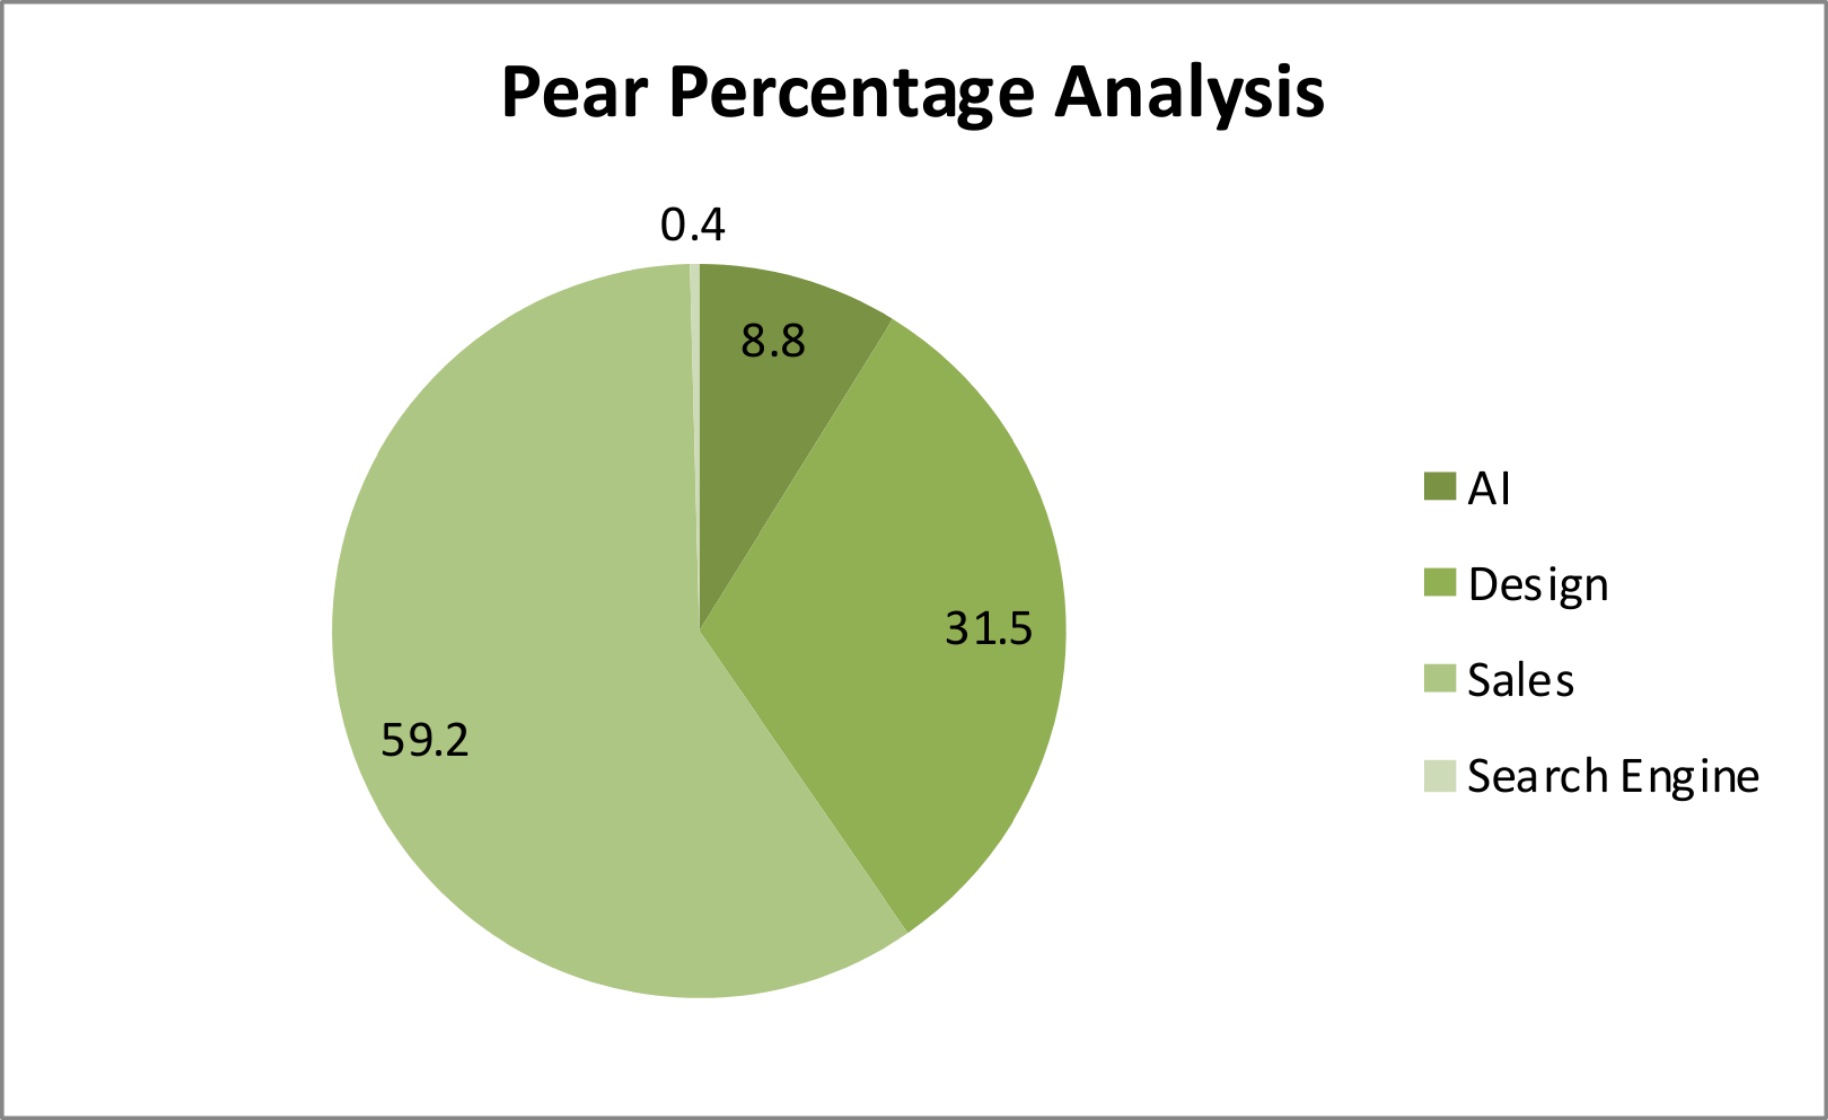 Pear Percentage Analysis
0.4
8.8
31.5
59.2
AI
Design
Sales
Search Engine